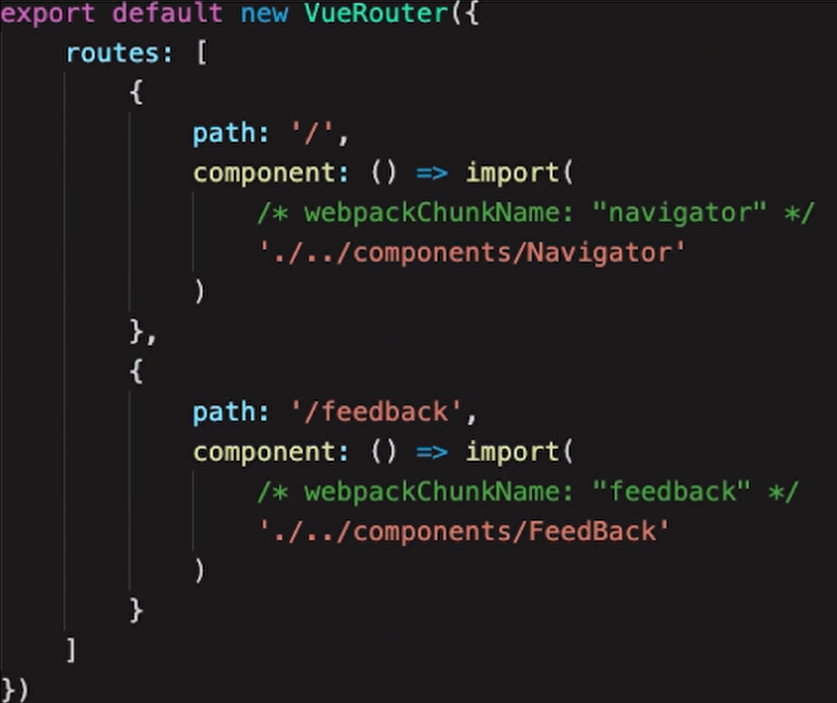 export default new VueRouter({
    routes: [
        {
            path: '/',
            component: () => import(
                /* webpackChunkName: "navigator" */
                './../components/Navigator'
            )
        },
        {
            path: '/feedback',
            component: () => import(
                /* webpackChunkName: "feedback" */
                './../components/FeedBack'
            )
        }
    ]
})